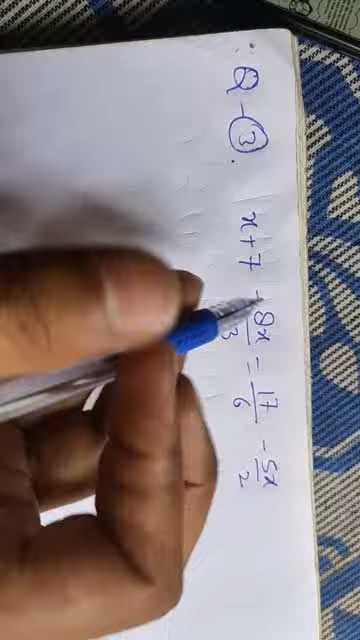 Q-③.
x+7 - 8x/3 = 17/6 - 5x/2